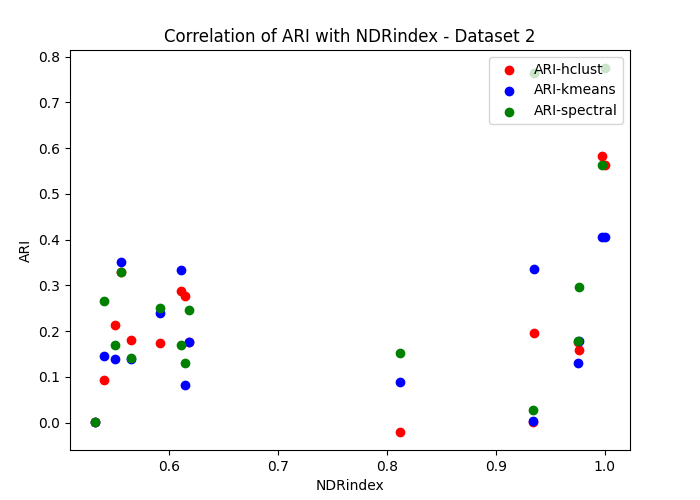 Correlation of ARI with NDRindex - Dataset 2
ARI-hclust
ARI-kmeans
ARI-spectral
ARI
0.8
0.7
0.6
0.5
0.4
0.3
0.2
0.1
0.0
0.6 0.7 0.8 0.9 1.0
NDRindex